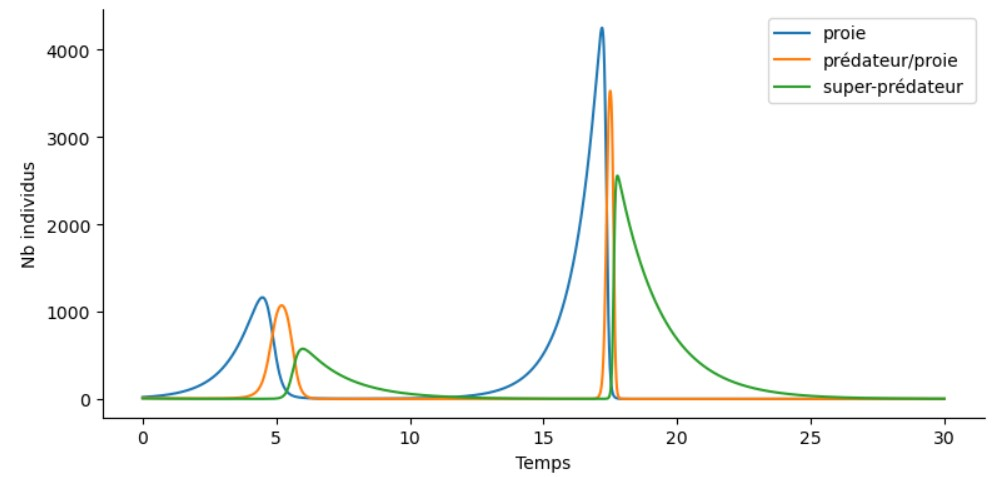 proie
prédateur/proie
super-prédateur
Nb individus
4000
3000
2000
1000
0
0 5 10 15 20 25 30
Temps